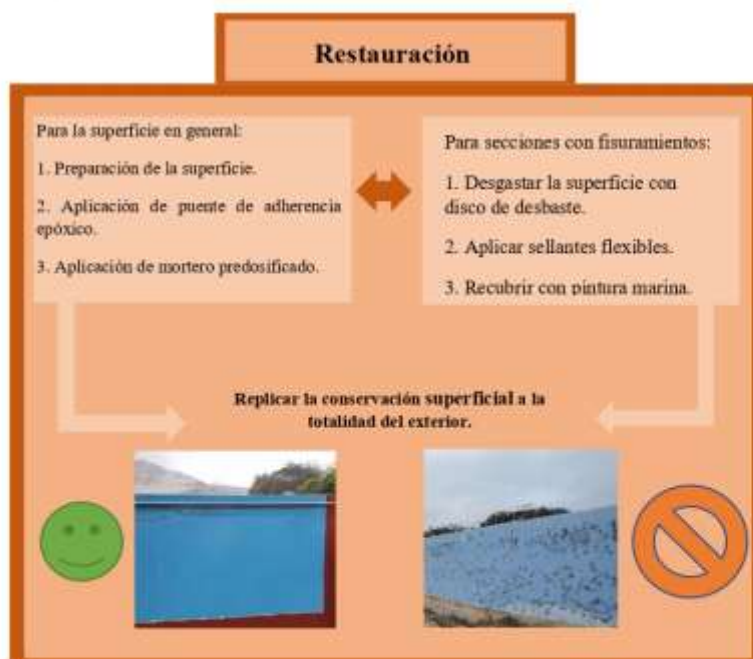 Restauración
Para la superficie en general:
1. Preparación de la superficie.
2. Aplicación de puente de adherencia
epóxico.
3. Aplicación de mortero predosificado.
Para secciones con fisuramientos:
1. Desgastar la superficie con
disco de desbaste.
2. Aplicar sellantes flexibles.
3. Recubrir con pintura marina.
Replicar la conservación superficial a la
totalidad del exterior.